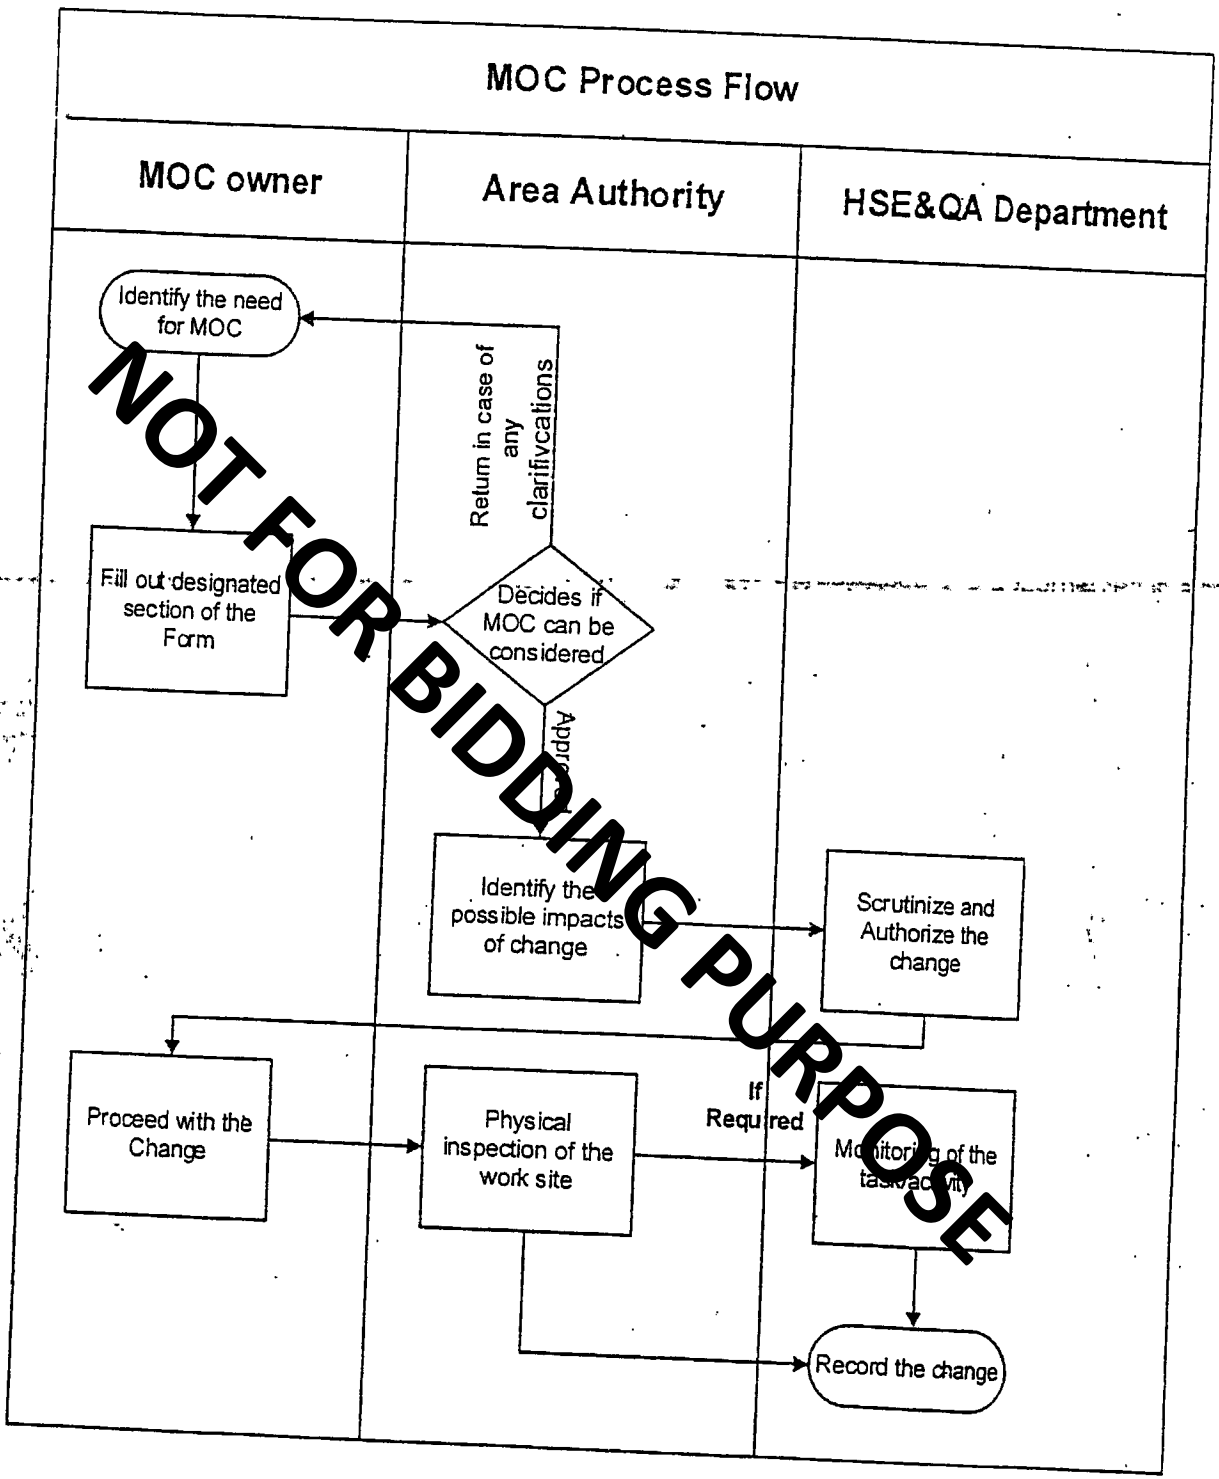 MOC Process Flow
MOC owner
Area Authority
HSE&QA Department
Identify the need
for MOC
Return in case of
any
clarifivcations
Fill out designated
section of the
Form
Decides if
MOC can be
considered
Identify the
possible impacts
of change
Scrutinize and
Authorize the
change
Proceed with the
Change
Physical
inspection of the
work site
If
Required
Monitoring of the
task/activity
Record the change
NOT FOR BIDDING PURPOSE